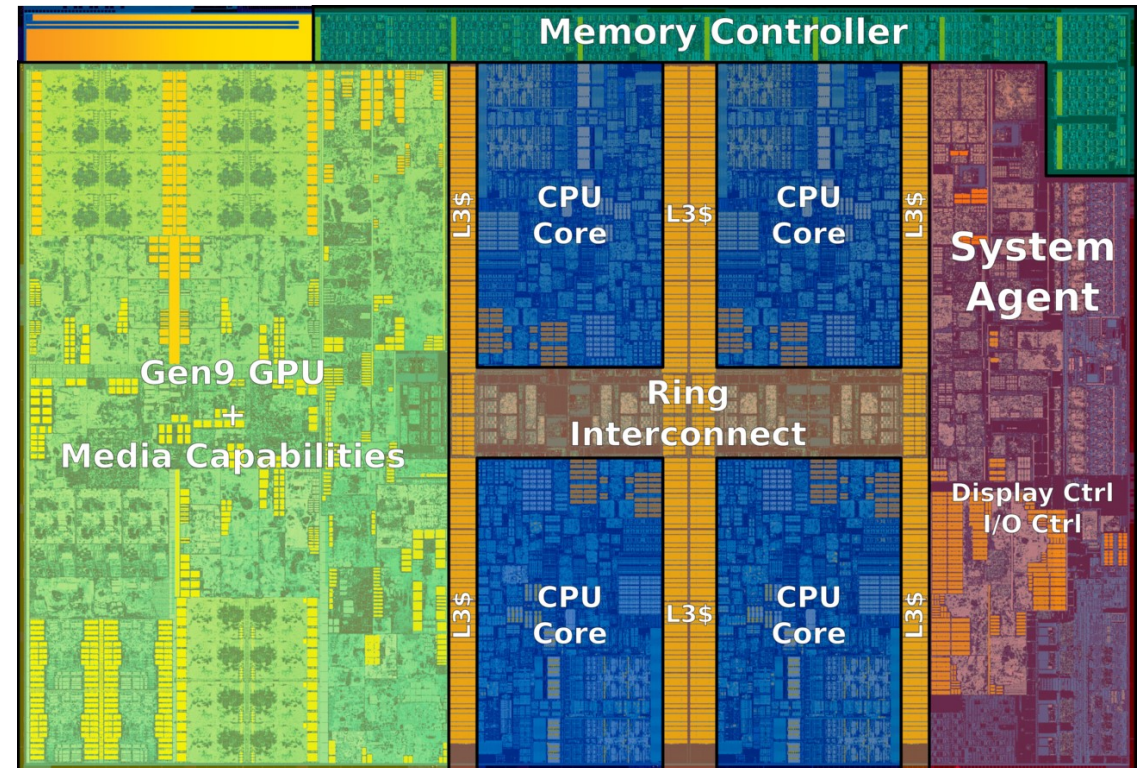 Memory Controller
L3$
CPU
Core
L3$
CPU
Core
L3$
System
Agent
Gen9 GPU
+
Media Capabilities
Ring
Interconnect
Display Ctrl
I/O Ctrl
L3$
CPU
Core
L3$
CPU
Core
L3$